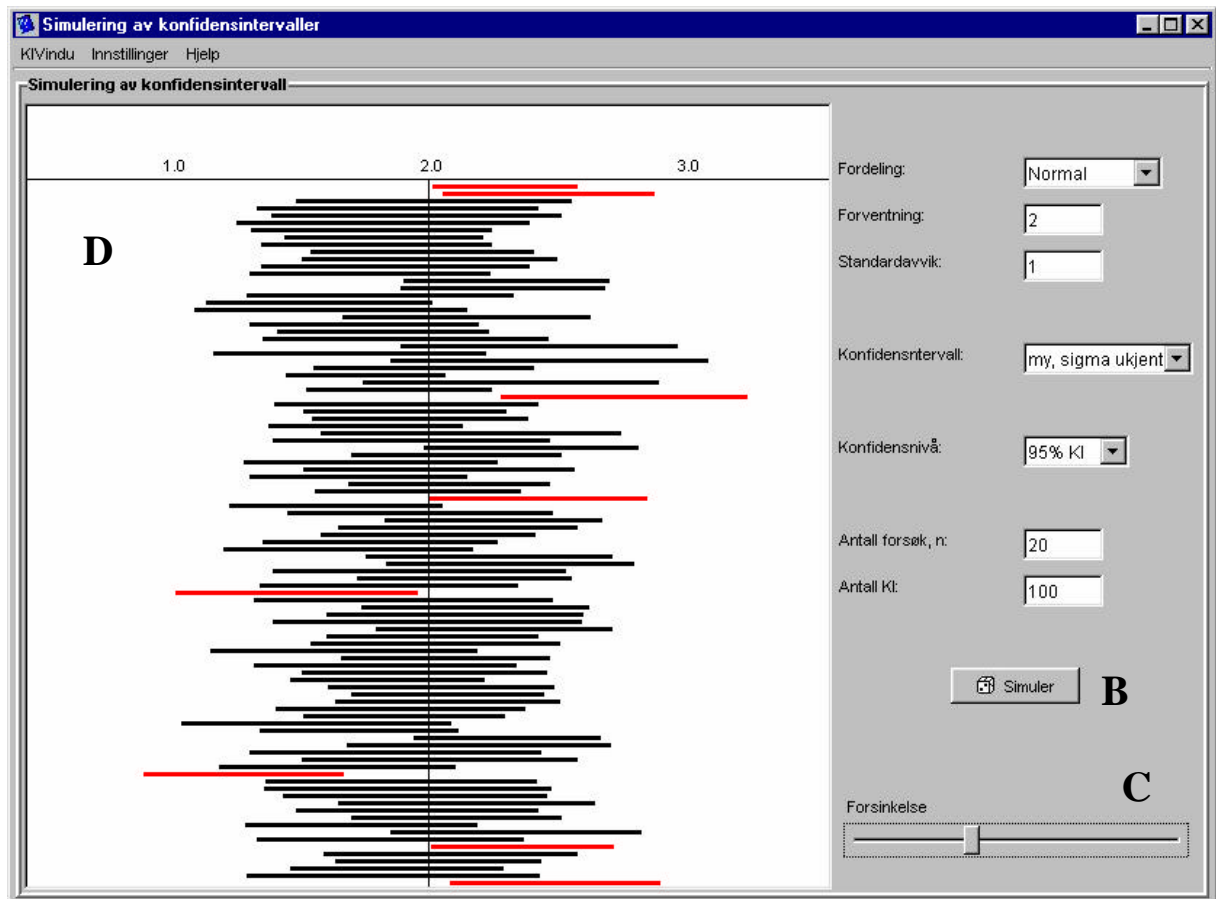 Simulering av konfidensintervaller
KIVindu Innstillinger Hjelp
Simulering av konfidensintervall
1.0 2.0 3.0
D
Fordeling: Normal
Forventning: 2
Standardavvik: 1
Konfidensntervall: my, sigma ukjent
Konfidensnivå: 95% KI
Antall forsøk, n: 20
Antall KI: 100
Simuler B
C
Forsinkelse